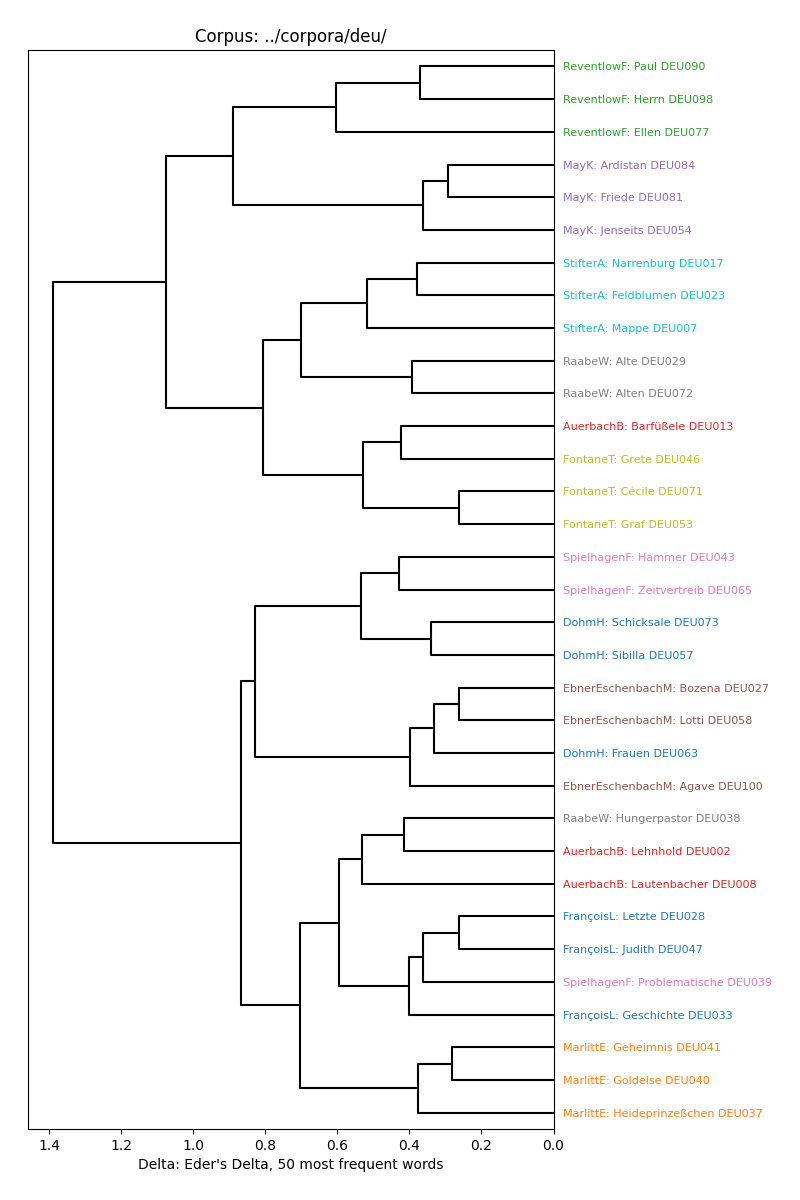 Corpus: ../corpora/deu/
ReventlowF: Paul DEU090
ReventlowF: Herrn DEU098
ReventlowF: Ellen DEU077
MayK: Ardistan DEU084
MayK: Friede DEU081
MayK: Jenseits DEU054
StifterA: Narrenburg DEU017
StifterA: Feldblumen DEU023
StifterA: Mappe DEU007
RaabeW: Alte DEU029
RaabeW: Alten DEU072
AuerbachB: Barfüßele DEU013
FontaneT: Grete DEU046
FontaneT: Cécile DEU071
FontaneT: Graf DEU053
SpielhagenF: Hammer DEU043
SpielhagenF: Zeitvertreib DEU065
DohmH: Schicksale DEU073
DohmH: Sibilla DEU057
EbnerEschenbachM: Bozena DEU027
EbnerEschenbachM: Lotti DEU058
DohmH: Frauen DEU063
EbnerEschenbachM: Agave DEU100
RaabeW: Hungerpastor DEU038
AuerbachB: Lehnhold DEU002
AuerbachB: Lautenbacher DEU008
FrançoisL: Letzte DEU028
FrançoisL: Judith DEU047
SpielhagenF: Problematische DEU039
FrançoisL: Geschichte DEU033
MarlittE: Geheimnis DEU041
MarlittE: Goldelse DEU040
MarlittE: Heideprinzeßchen DEU037
1.4 1.2 1.0 0.8 0.6 0.4 0.2 0.0
Delta: Eder's Delta, 50 most frequent words